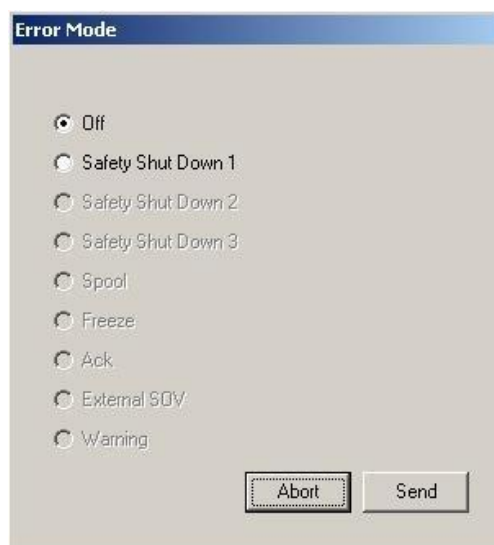 Error Mode
Off
Safety Shut Down 1
Safety Shut Down 2
Safety Shut Down 3
Spool
Freeze
Ack
External SOV
Warning
Abort Send